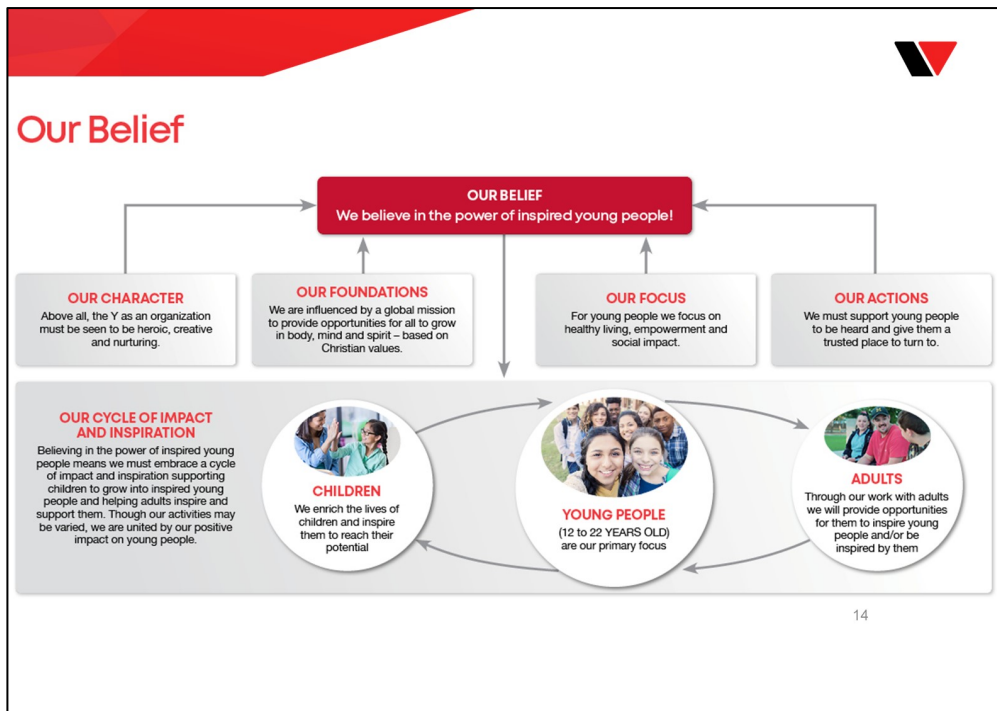 Our Belief
OUR BELIEF
We believe in the power of inspired young people!
OUR CHARACTER
Above all, the Y as an organization
must be seen to be heroic, creative
and nurturing.
OUR FOUNDATIONS
We are influenced by a global mission
to provide opportunities for all to grow
in body, mind and spirit – based on
Christian values.
OUR FOCUS
For young people we focus on
healthy living, empowerment and
social impact.
OUR ACTIONS
We must support young people
to be heard and give them a
trusted place to turn to.
OUR CYCLE OF IMPACT
AND INSPIRATION
Believing in the power of inspired young
people means we must embrace a cycle
of impact and inspiration supporting
children to grow into inspired young
people and helping adults inspire and
support them. Though our activities may
be varied, we are united by our positive
impact on young people.
CHILDREN
We enrich the lives of
children and inspire
them to reach their
potential
YOUNG PEOPLE
(12 to 22 YEARS OLD)
are our primary focus
ADULTS
Through our work with adults
we will provide opportunities
for them to inspire young
people and/or be
inspired by them
14